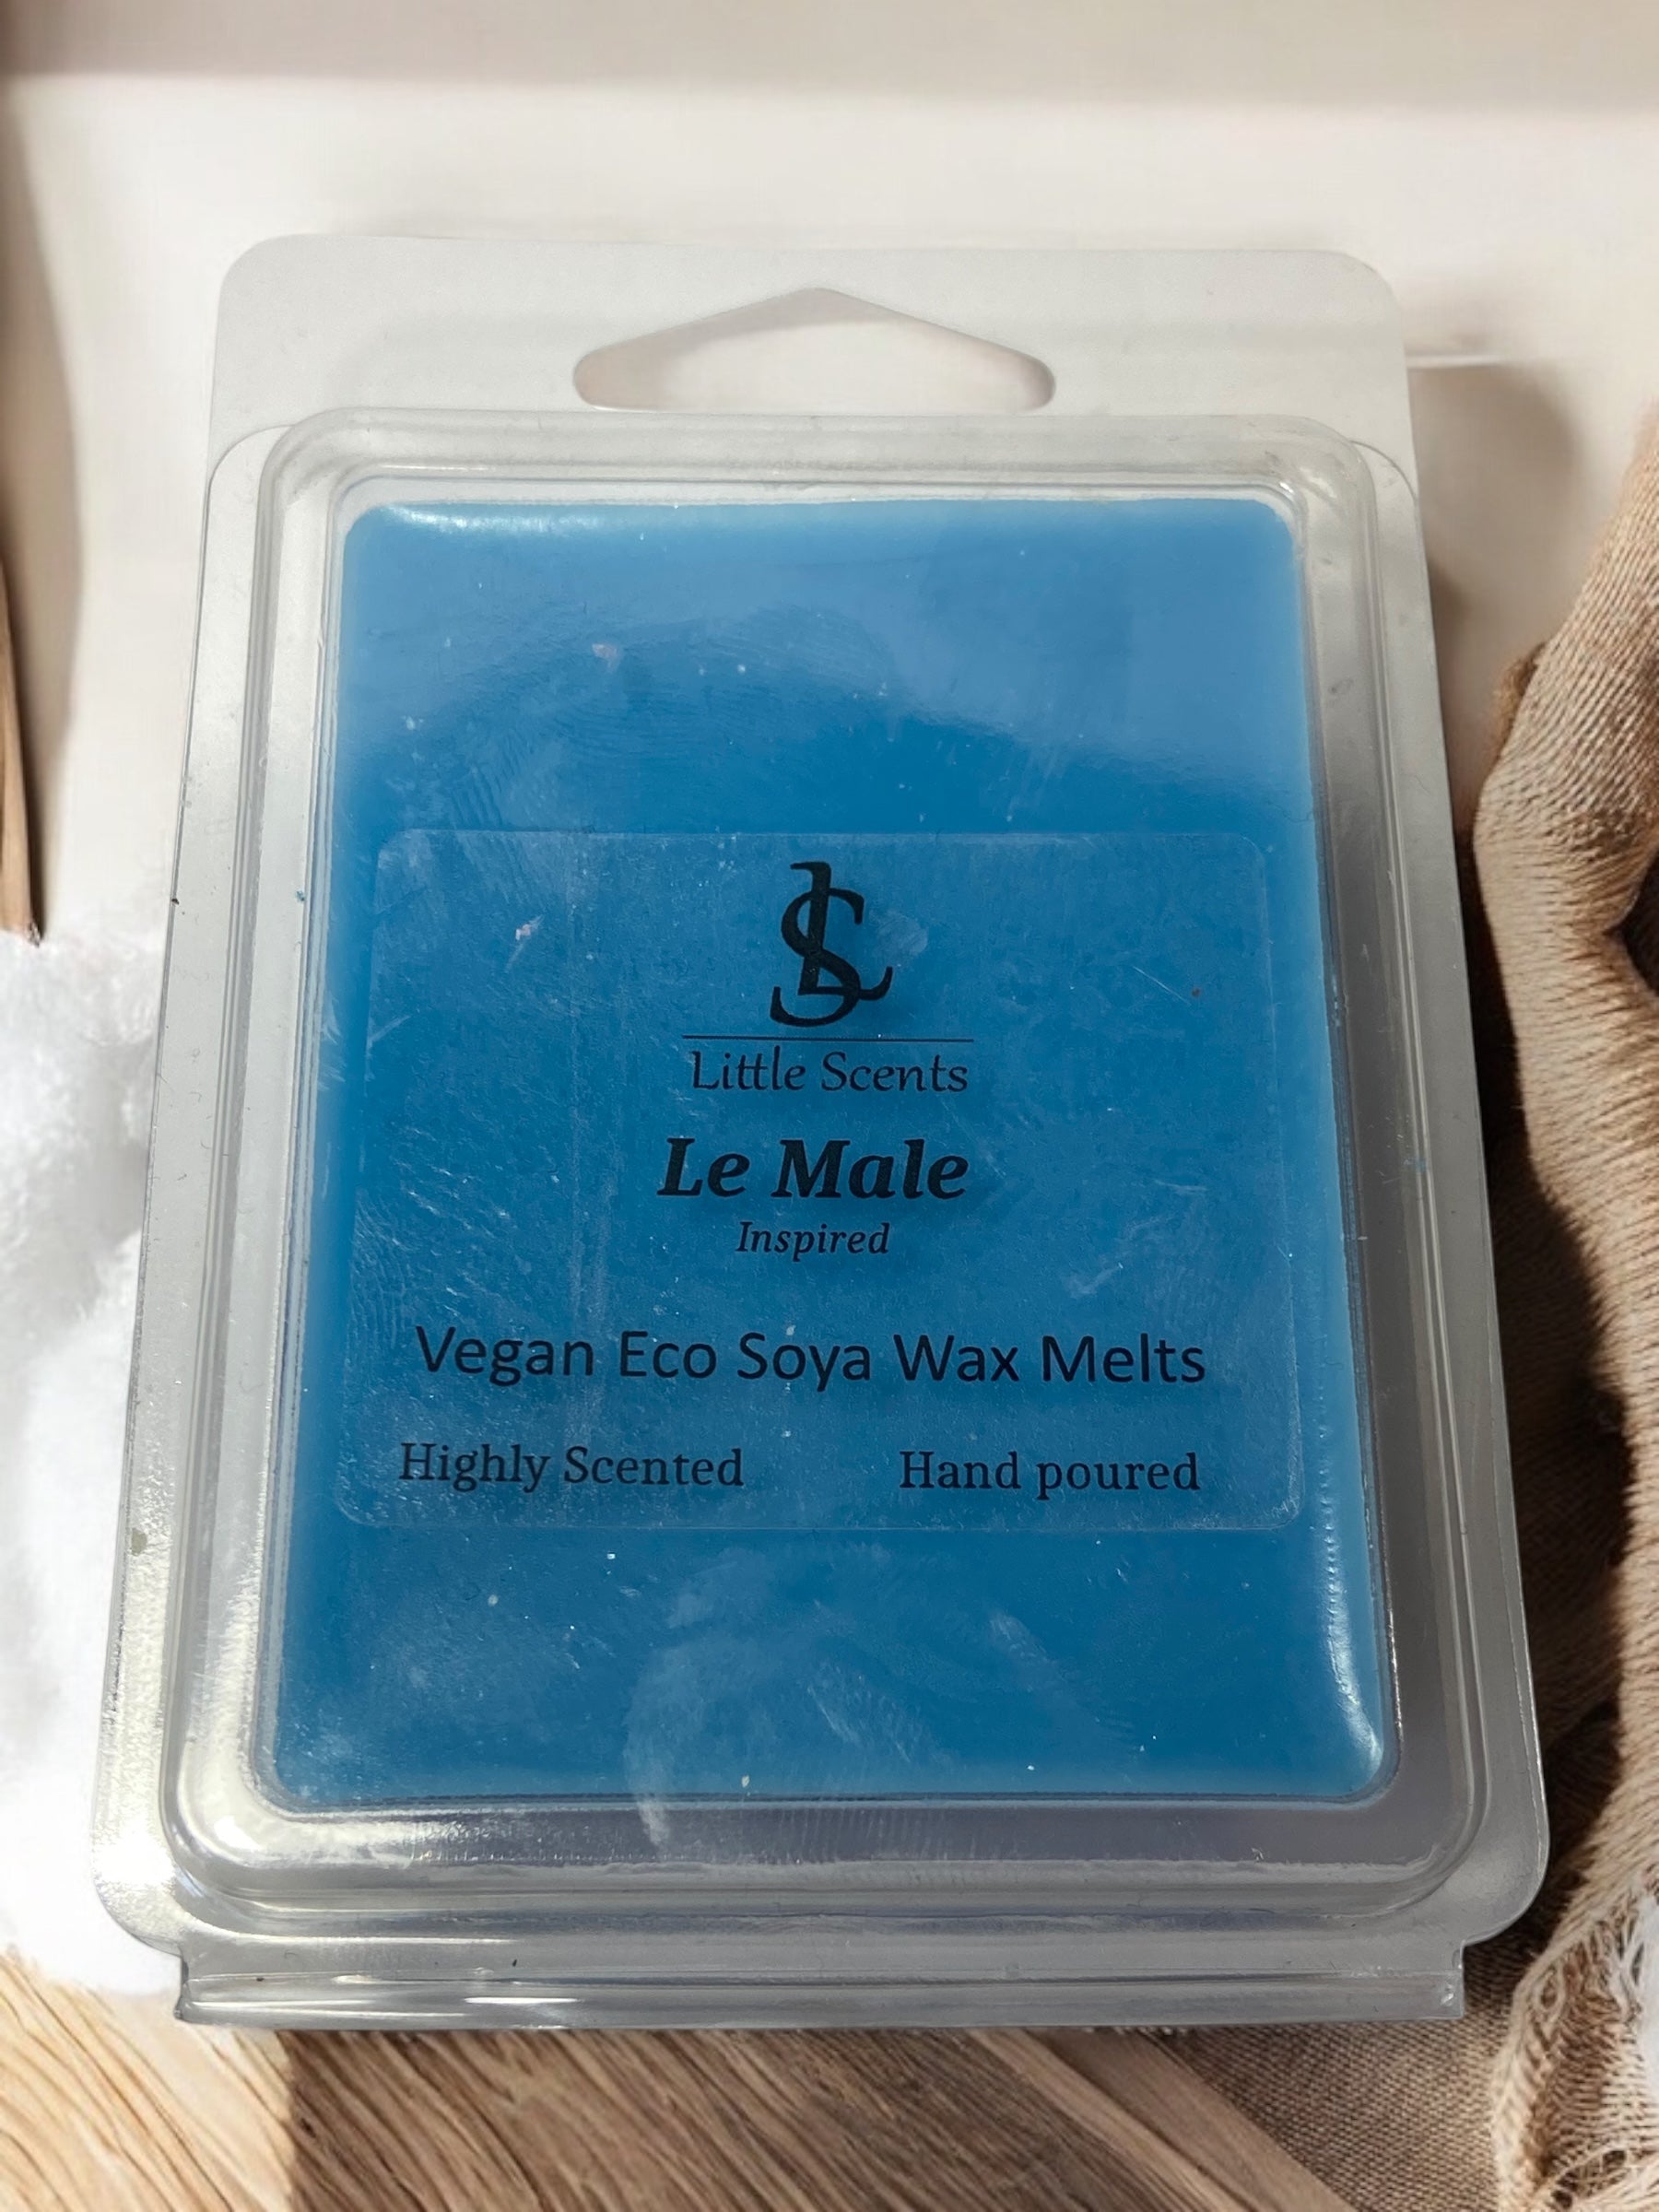 LS
Little Scents
Le Male
Inspired
Vegan Eco Soya Wax Melts
Highly Scented Hand poured